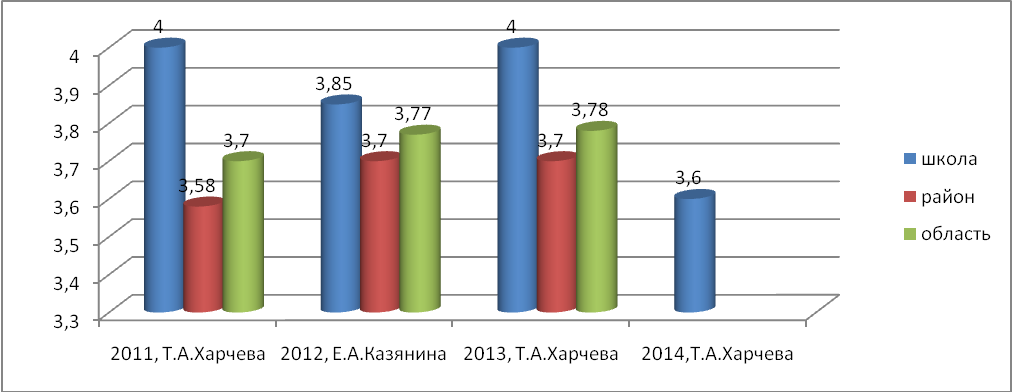 4
3,9
3,8
3,7
3,6
3,5
3,4
3,3
4
3,58
3,7
3,85
3,7
3,77
4
3,7
3,78
3,6
2011, Т.А.Харчева
2012, Е.А.Казянина
2013, Т.А.Харчева
2014,Т.А.Харчева
школа
район
область